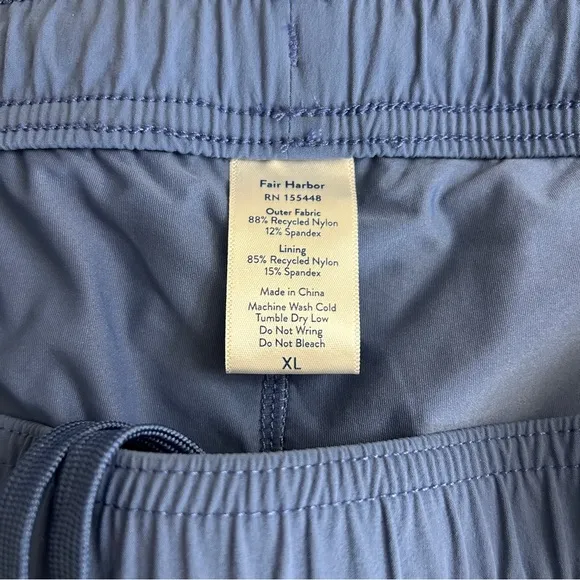 Fair Harbor
RN 155448
Outer Fabric
88% Recycled Nylon
12% Spandex
Lining
85% Recycled Nylon
15% Spandex
Made in China
Machine Wash Cold
Tumble Dry Low
Do Not Wring
Do Not Bleach
XL